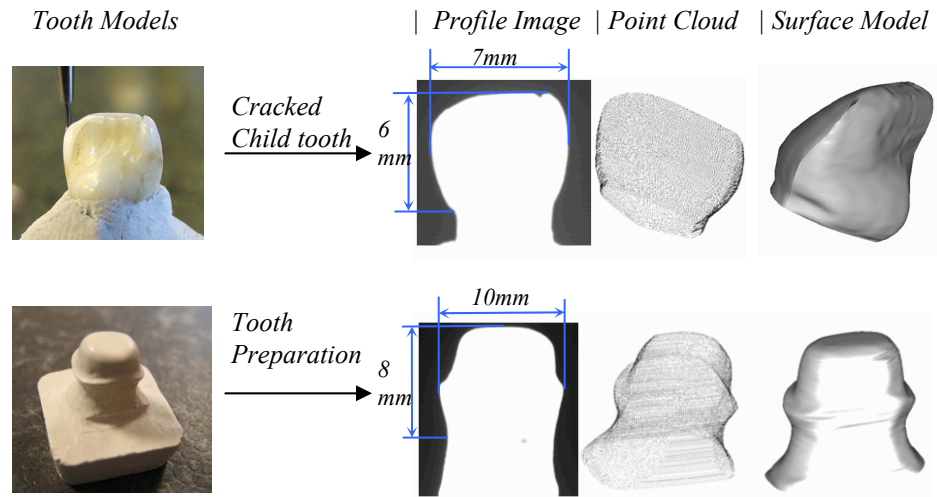 Tooth Models | Profile Image | Point Cloud | Surface Model
7mm
Cracked
Child tooth
6
mm
10mm
Tooth
Preparation
8
mm